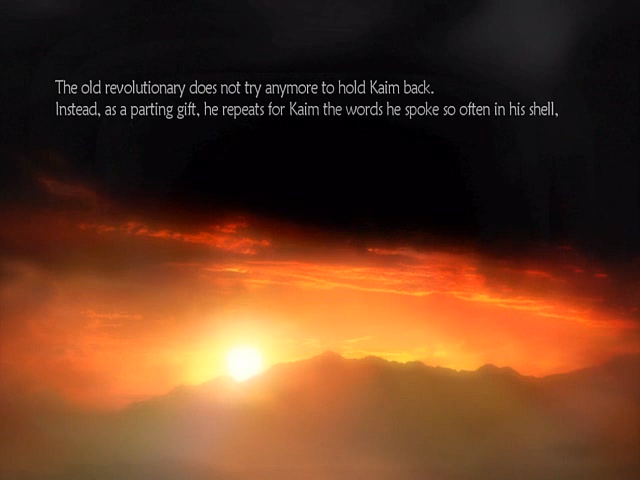 The old revolutionary does not try anymore to hold Kaim back.
Instead, as a parting gift, he repeats for Kaim the words he spoke so often in his shell,